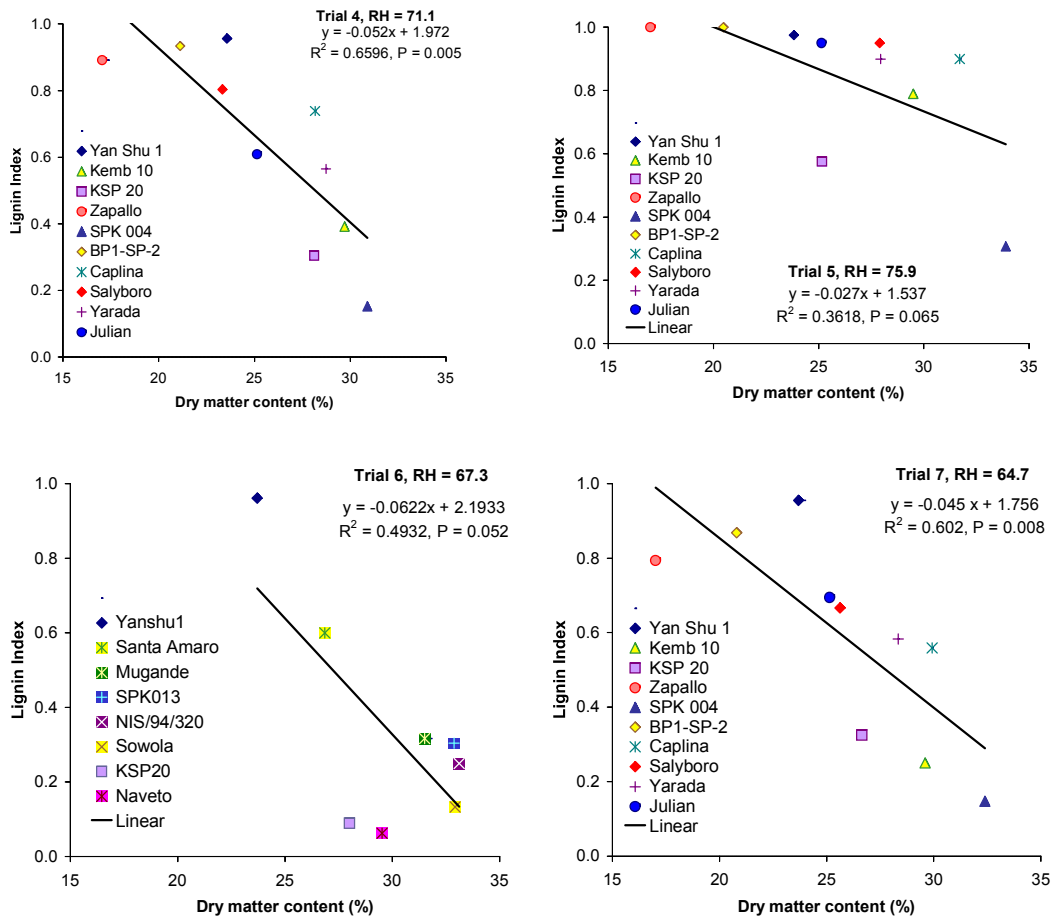 Trial 4, RH = 71.1
y = -0.052x + 1.972
R² = 0.6596, P = 0.005
Lignin Index
1.0
0.8
0.6
0.4
0.2
0.0
Yan Shu 1
Kemb 10
KSP 20
Zapallo
SPK 004
BP1-SP-2
Caplina
Salyboro
Yarada
Julian
15 20 25 30 35
Dry matter content (%)
Lignin Index
1.0
0.8
0.6
0.4
0.2
0.0
Yan Shu 1
Kemb 10
KSP 20
Zapallo
SPK 004
BP1-SP-2
Caplina
Salyboro
Yarada
Julian
Linear
Trial 5, RH = 75.9
y = -0.027x + 1.537
R² = 0.3618, P = 0.065
15 20 25 30 35
Dry matter content (%)
Trial 6, RH = 67.3
y = -0.0622x + 2.1933
R² = 0.4932, P = 0.052
Lignin Index
1.0
0.8
0.6
0.4
0.2
0.0
Yanshu1
Santa Amaro
Mugande
SPK013
NIS/94/320
Sowola
KSP20
Naveto
Linear
15 20 25 30 35
Dry matter content (%)
Trial 7, RH = 64.7
y = -0.045 x + 1.756
R² = 0.602, P = 0.008
Lignin Index
1.0
0.8
0.6
0.4
0.2
0.0
Yan Shu 1
Kemb 10
KSP 20
Zapallo
SPK 004
BP1-SP-2
Caplina
Salyboro
Yarada
Julian
Linear
15 20 25 30 35
Dry matter content (%)